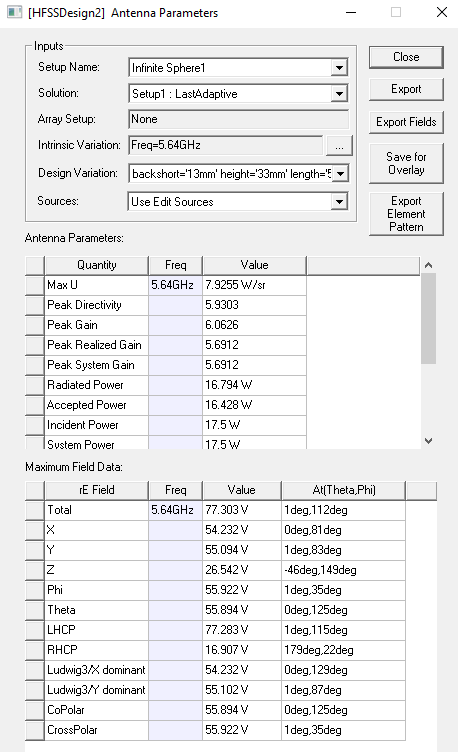 [HFSSDesign2] Antenna Parameters
Inputs
Setup Name: Infinite Sphere1
Solution: Setup1 : LastAdaptive
Array Setup: None
Intrinsic Variation: Freq=5.64GHz ...
Design Variation: backshort='13mm' height='33mm' length='5
Sources: Use Edit Sources
Close
Export
Export Fields
Save for
Overlay
Export
Element
Pattern
Antenna Parameters:
Quantity Freq Value
Max U 5.64GHz 7.9255 W/sr
Peak Directivity 5.9303
Peak Gain 6.0626
Peak Realized Gain 5.6912
Peak System Gain 5.6912
Radiated Power 16.794 W
Accepted Power 16.428 W
Incident Power 17.5 W
System Power 17.5 W
Maximum Field Data:
rE Field Freq Value At(Theta,Phi)
Total 5.64GHz 77.303 V 1deg,112deg
X 54.232 V 0deg,81deg
Y 55.094 V 1deg,83deg
Z 26.542 V -46deg,149deg
Phi 55.922 V 1deg,35deg
Theta 55.894 V 0deg,125deg
LHCP 77.283 V 1deg,115deg
RHCP 16.907 V 179deg,22deg
Ludwig3/X dominant 54.232 V 0deg,129deg
Ludwig3/Y dominant 55.102 V 1deg,87deg
CoPolar 55.894 V 0deg,125deg
CrossPolar 55.922 V 1deg,35deg